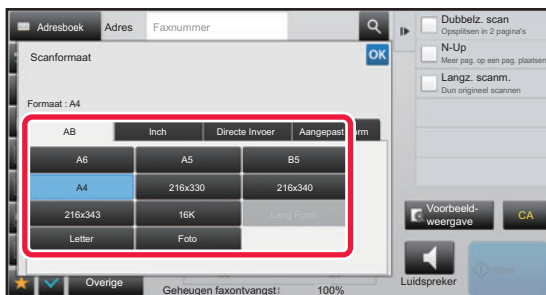 Adresboek
Adres
Faxnummer
Scanformaat
OK
Formaat : A4
AB
Inch
Directe Invoer
Aangepast Form
A6
A5
B5
A4
216x330
216x340
216x343
16K
Lang Form.
Letter
Foto
Overige
Geheugen faxontvangst:
100%
Dubbelz. scan
Opsplitsen in 2 pagina's
N-Up
Meer pag. op een pag. plaatsen
Langz. scanm.
Dun origineel scannen
Voorbeeld-
weergave
CA
Luidspreker
Start